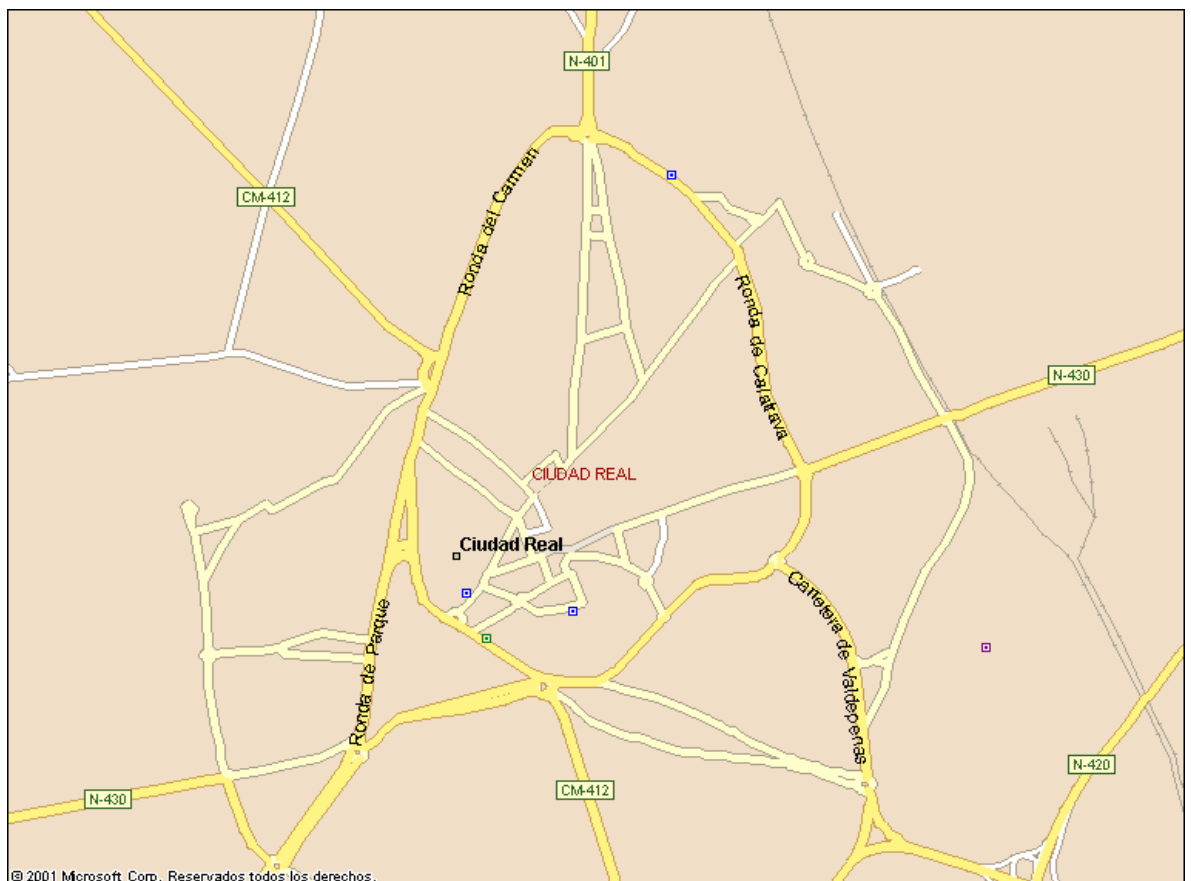 N-401
CM-412
Ronda del Carmen
Ronda de Calatrava
N-430
CIUDAD REAL
Ciudad Real
Carretera de Valdepeñas
Ronda de Parque
N-420
CM-412
N-430
© 2001 Microsoft Corp. Reservados todos los derechos.